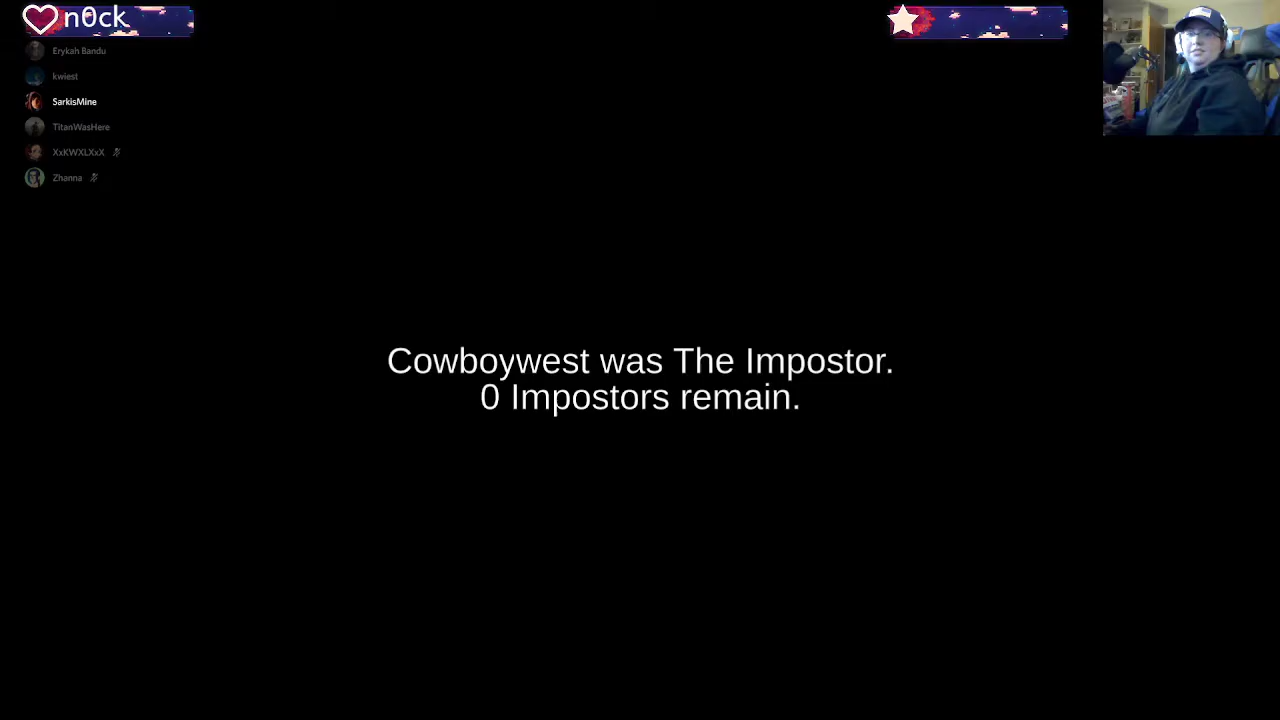 n0ck
Erykah Bandu
kwiest
SarkisMine
TitanWasHere
XxKWXLXxX
Zhanna
Cowboywest was The Impostor.
0 Impostors remain.